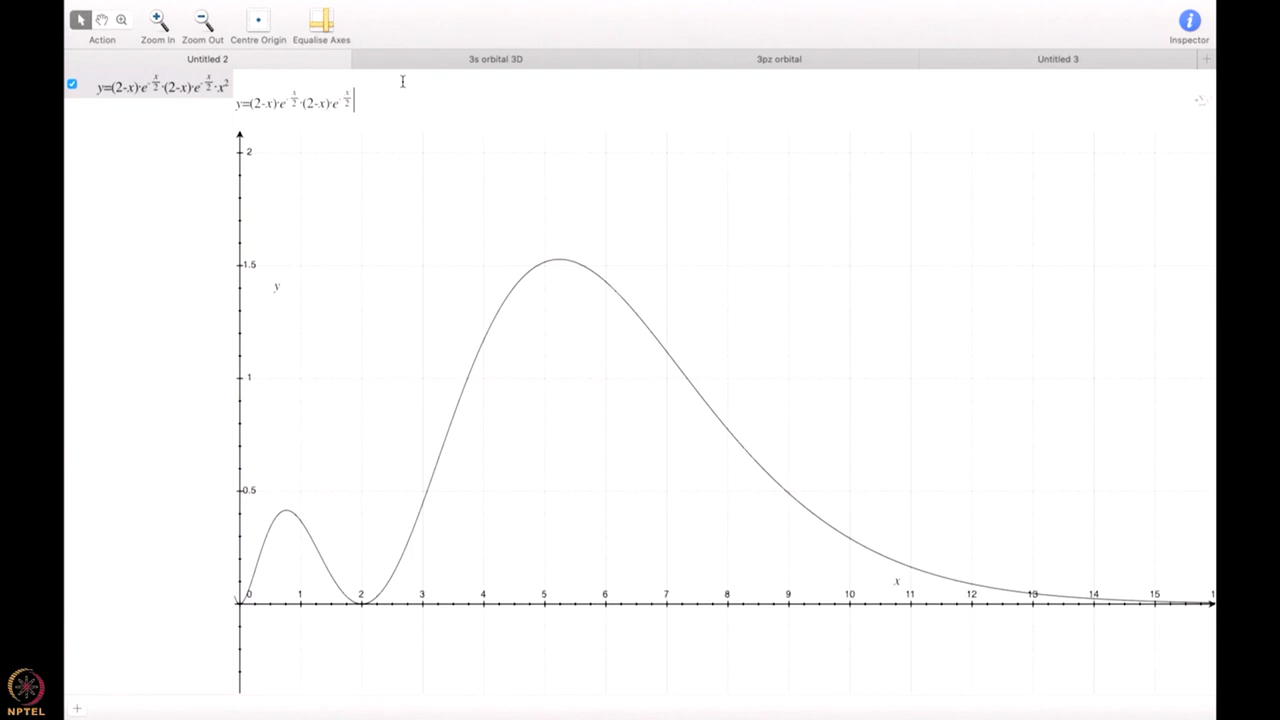 Action
Zoom In
Zoom Out
Centre Origin
Equalise Axes
Inspector
Untitled 2
3s orbital 3D
3pz orbital
Untitled 3
+
y=(2-x)·e^-x/2·(2-x)·e^-x/2·x^2
y=(2-x)·e^-x/2·(2-x)·e^-x/2
2
1.5
y
1
0.5
x
0 1 2 3 4 5 6 7 8 9 10 11 12 13 14 15 1
+
NPTEL